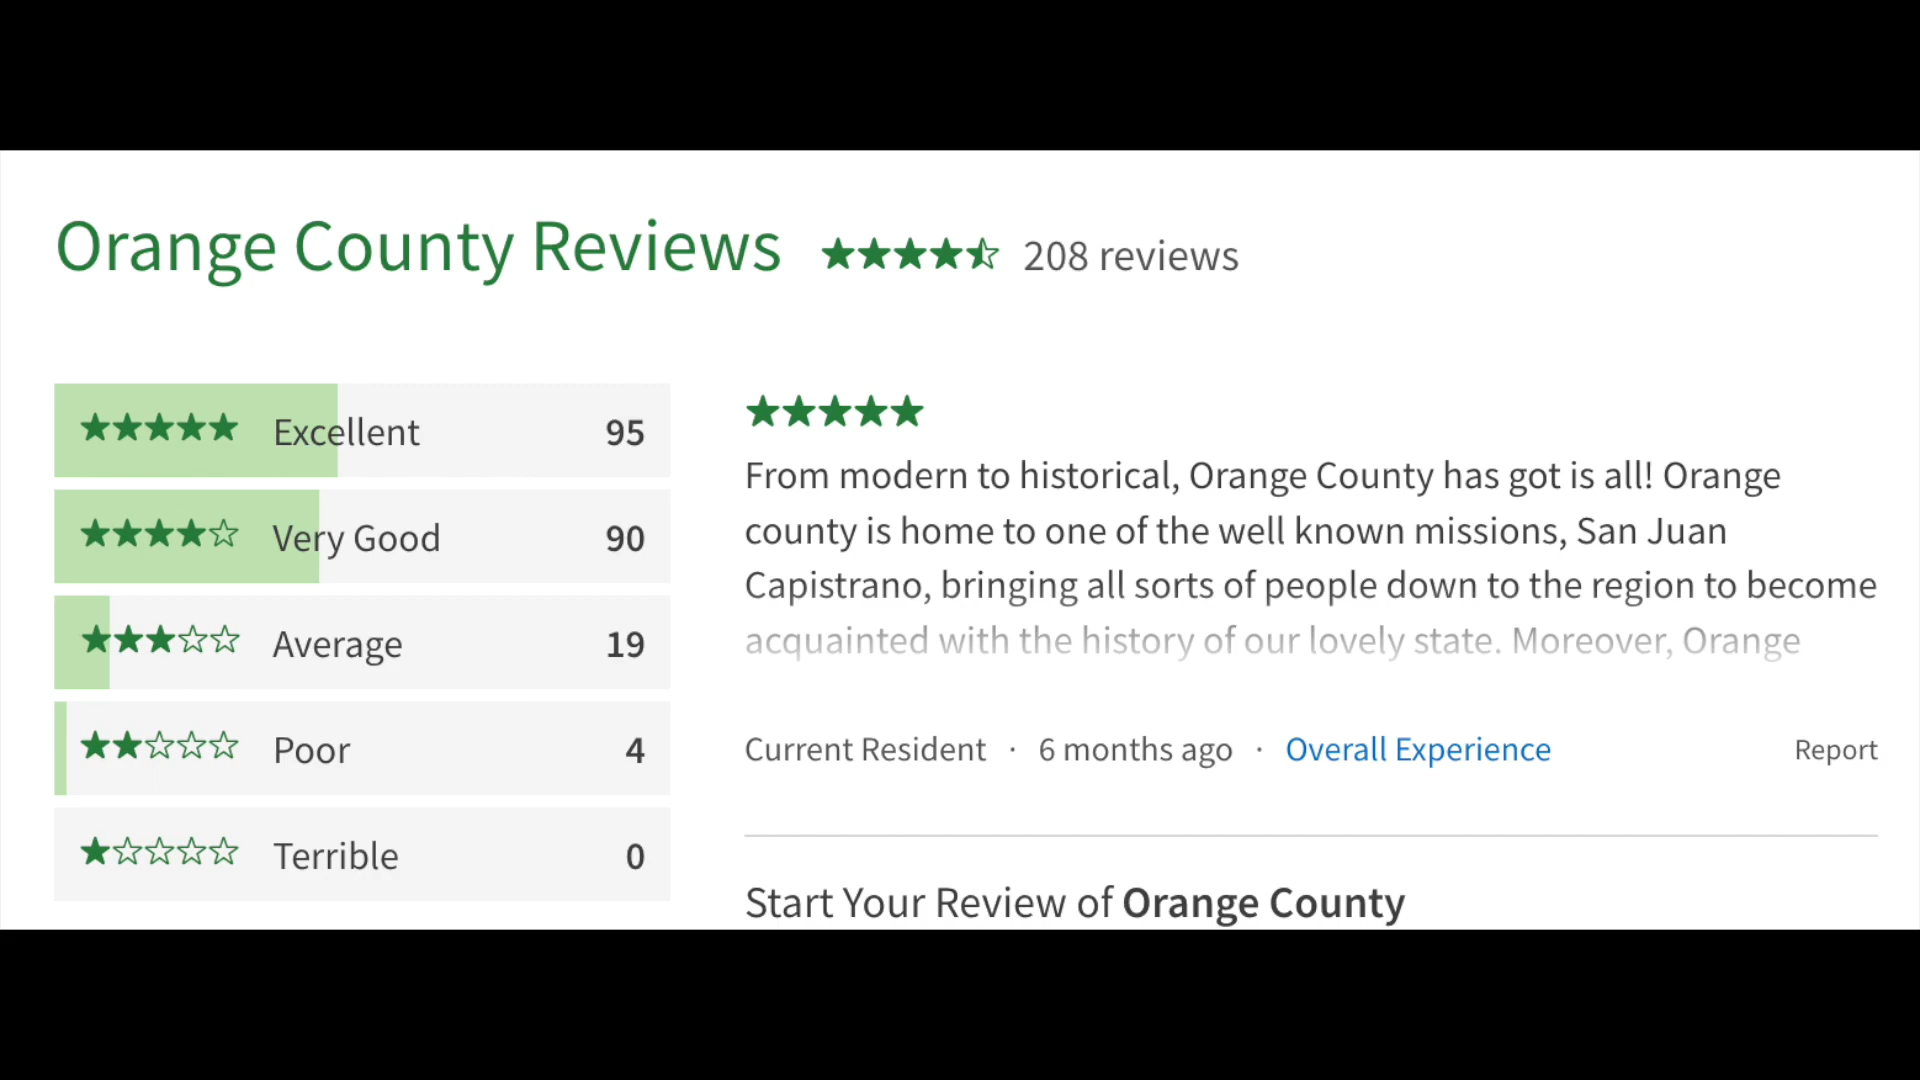 Orange County Reviews 208 reviews
Excellent 95
Very Good 90
Average 19
Poor 4
Terrible 0
From modern to historical, Orange County has got is all! Orange
county is home to one of the well known missions, San Juan
Capistrano, bringing all sorts of people down to the region to become
acquainted with the history of our lovely state. Moreover, Orange
Current Resident · 6 months ago · Overall Experience Report
Start Your Review of Orange County